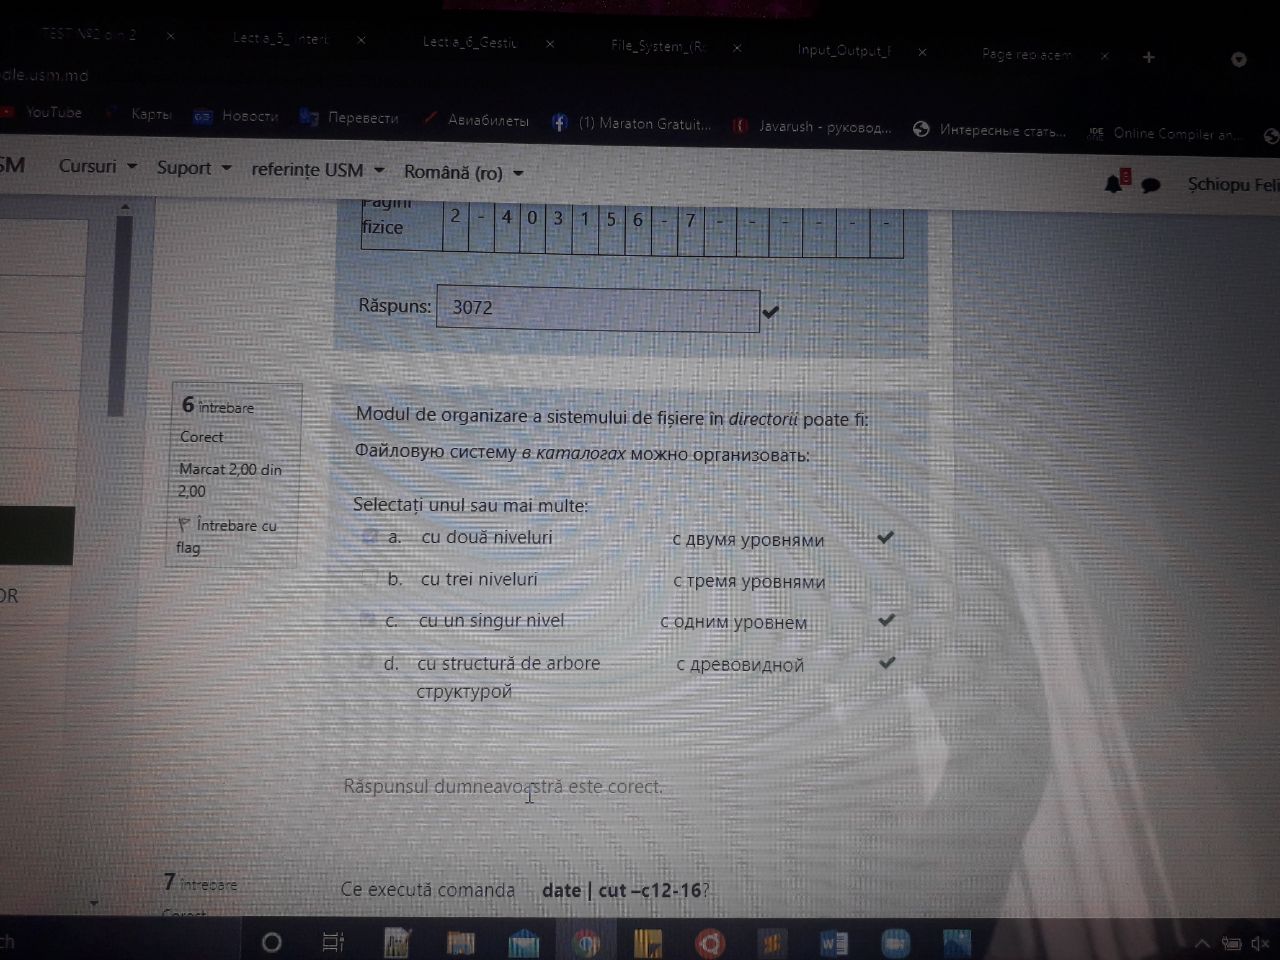 TEST №2 din 2
Lectia_5_
Lectia_6_Gestiu
File_System_(R
Input_Output_
Page replacem
dle.usm.md
YouTube
Карты
Новости
Перевести
Авиабилеты
(1) Maraton Gratuit...
Javarush - руковод...
Интересные стать...
Online Compiler an...
SM
Cursuri
Suport
referințe USM
Română (ro)
Șchiopu Feli
Pagini
fizice
2 - 4 0 3 1 5 6 - 7 - - - - - -
Răspuns: 3072
6 întrebare
Corect
Marcat 2,00 din
2,00
Întrebare cu
flag
Modul de organizare a sistemului de fișiere în directorii poate fi:
Файловую систему в каталогах можно организовать:
Selectați unul sau mai multe:
a. cu două niveluri с двумя уровнями
b. cu trei niveluri с тремя уровнями
c. cu un singur nivel с одним уровнем
d. cu structură de arbore с древовидной
структурой
OR
Răspunsul dumneavoastră este corect.
7 întrebare
Corect
Ce execută comanda date | cut –c12-16?
ch